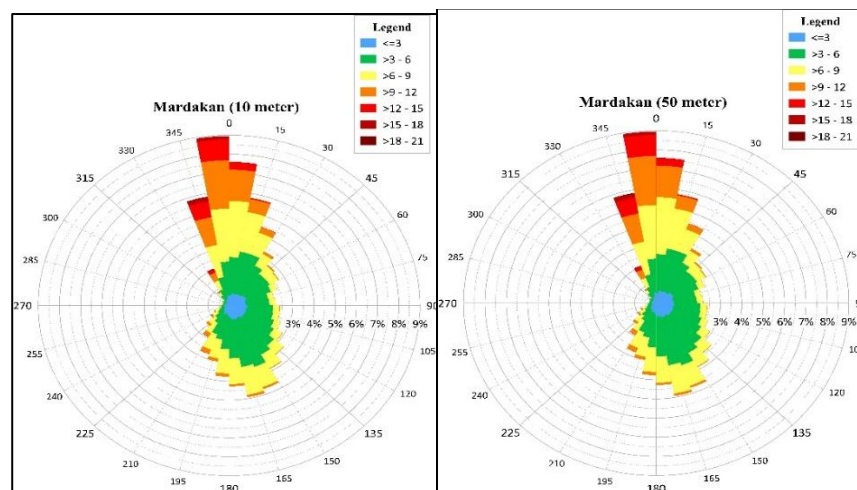 Legend
<=3
>3 - 6
>6 - 9
>9 - 12
>12 - 15
>15 - 18
>18 - 21
Mardakan (10 meter)
0
15
30
45
60
75
90
105
120
135
150
165
180
195
210
225
240
255
270
285
300
315
330
345
3% 4% 5% 6% 7% 8% 9%
Legend
<=3
>3 - 6
>6 - 9
>9 - 12
>12 - 15
>15 - 18
>18 - 21
Mardakan (50 meter)
0
15
30
45
60
75
9
10
120
135
150
165
180
195
210
225
240
255
270
285
300
315
330
345
3% 4% 5% 6% 7% 8% 9%